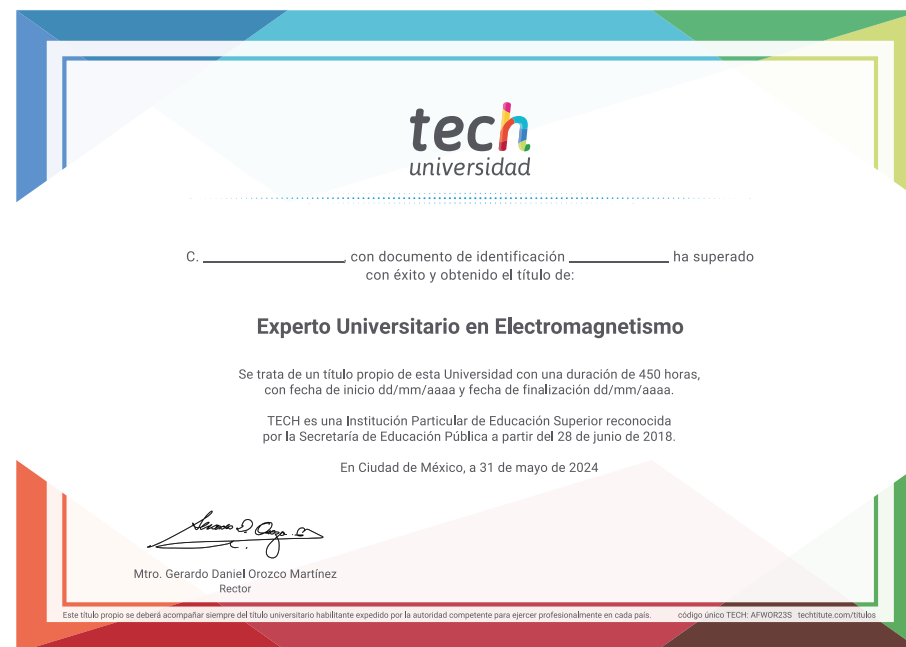 tech
universidad
C. ____________________, con documento de identificación ______________ ha superado
con éxito y obtenido el título de:
Experto Universitario en Electromagnetismo
Se trata de un título propio de esta Universidad con una duración de 450 horas,
con fecha de inicio dd/mm/aaaa y fecha de finalización dd/mm/aaaa.
TECH es una Institución Particular de Educación Superior reconocida
por la Secretaría de Educación Pública a partir del 28 de junio de 2018.
En Ciudad de México, a 31 de mayo de 2024
Mtro. Gerardo Daniel Orozco Martínez
Rector
Este título propio se deberá acompañar siempre del título universitario habilitante expedido por la autoridad competente para ejercer profesionalmente en cada país. código único TECH: AFWOR23S techtitute.com/titulos